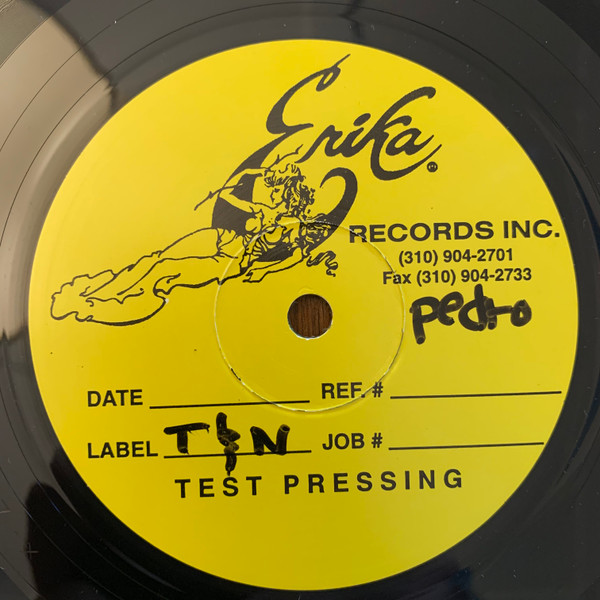 Erika
RECORDS INC.
(310) 904-2701
Fax (310) 904-2733
pedro
DATE REF. #
LABEL T&N JOB #
TEST PRESSING